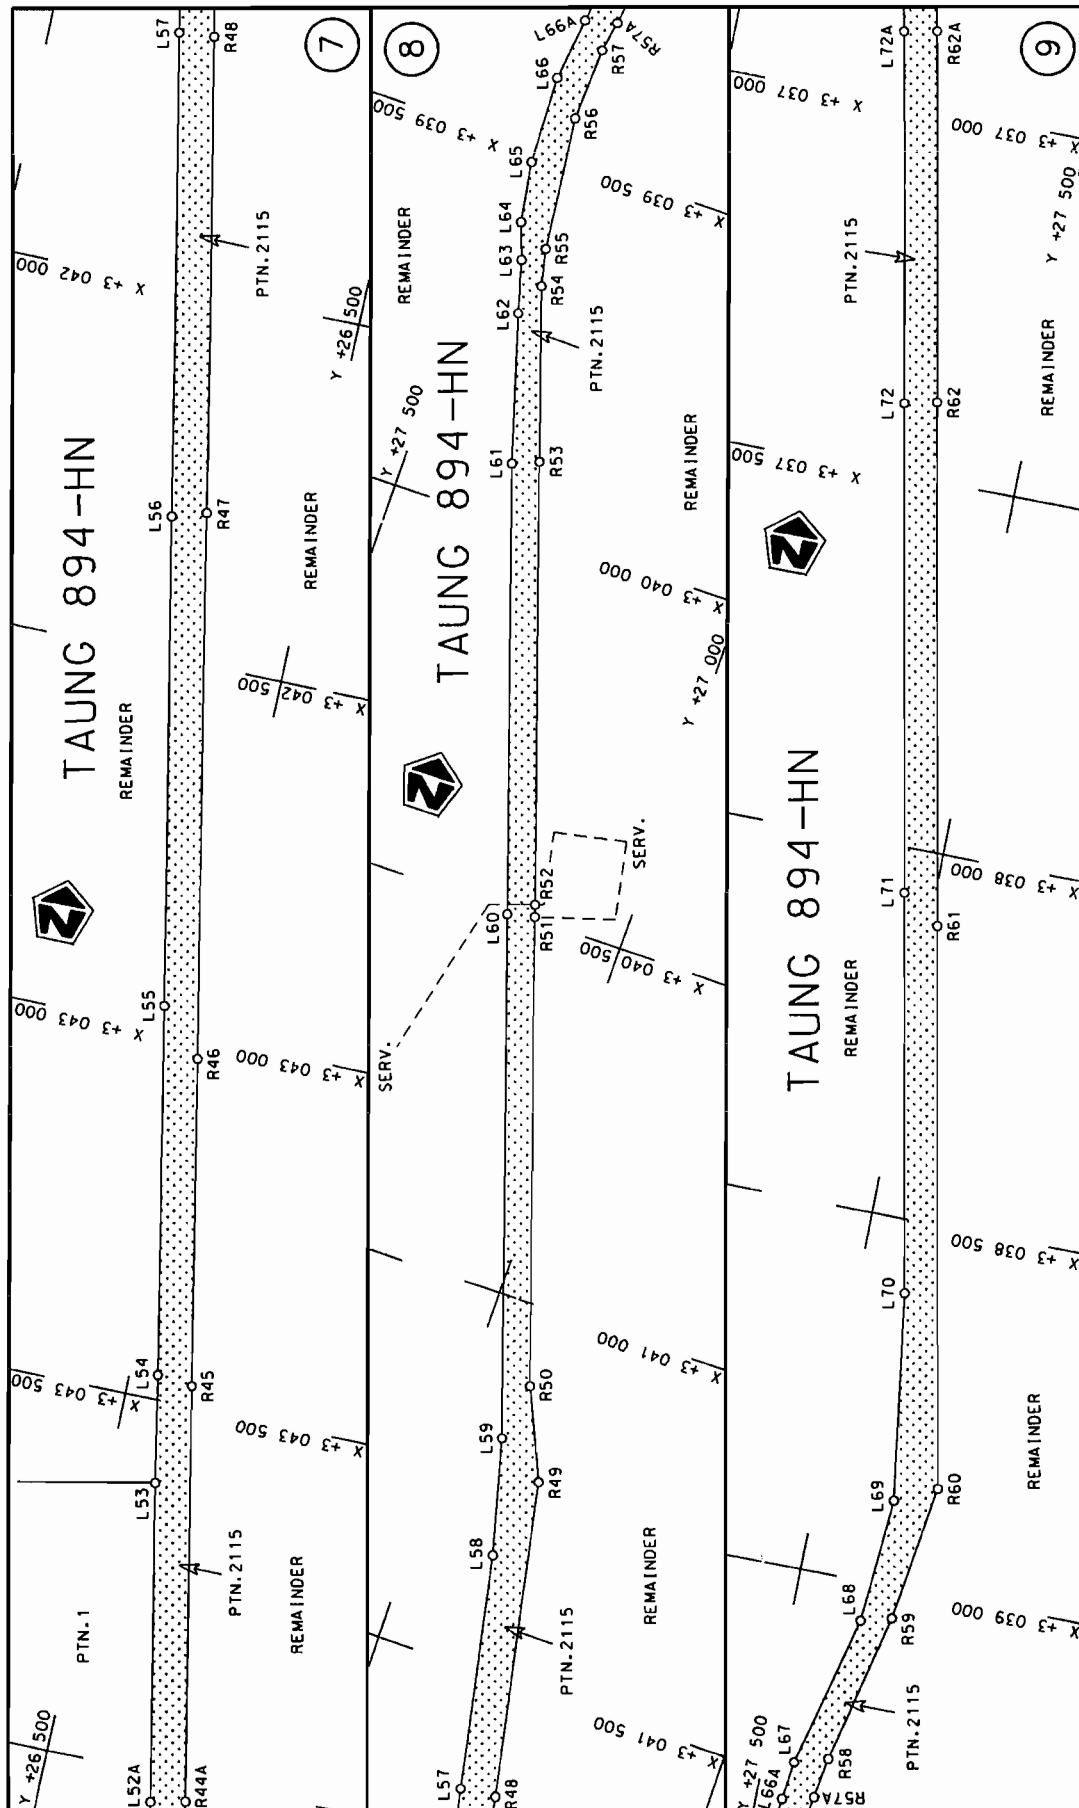 7
TAUNG 894-HN
REMAINDER
PTN.1
PTN.2115
REMAINDER
PTN.2115
REMAINDER
Y +26 500
Y +26 500
X +3 043 500
X +3 043 500
X +3 043 000
X +3 043 000
X +3 042 500
X +3 042 000
L52A
L53
L54
L55
L56
L57
R44A
R45
R46
R47
R48
N
8
TAUNG 894-HN
REMAINDER
REMAINDER
REMAINDER
PTN.2115
PTN.2115
SERV.
SERV.
Y +27 500
Y +27 000
X +3 041 500
X +3 041 000
X +3 040 500
X +3 040 000
X +3 039 500
X +3 039 500
L57
L58
L59
L60
L61
L62
L63
L64
L65
L66
L66A
R48
R49
R50
R51
R52
R53
R54
R55
R56
R57
R57A
N
9
TAUNG 894-HN
REMAINDER
REMAINDER
REMAINDER
PTN.2115
PTN.2115
Y +27 500
Y +27 500
X +3 039 000
X +3 038 500
X +3 038 000
X +3 037 500
X +3 037 000
X +3 037 000
L66A
L67
L68
L69
L70
L71
L72
L72A
R57A
R58
R59
R60
R61
R62
R62A
N